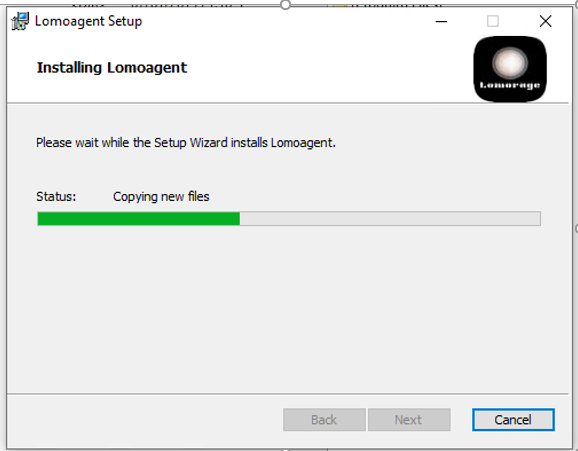 Lomoagent Setup
Installing Lomoagent
Lomorage
Please wait while the Setup Wizard installs Lomoagent.
Status: Copying new files
Back Next Cancel